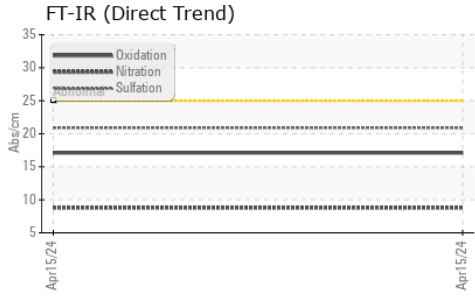 FT-IR (Direct Trend)
35
30
25
20
15
10
5
Abs/cm
Oxidation
Nitration
Sulfation
Abnormal
Apr15/24
Apr15/24